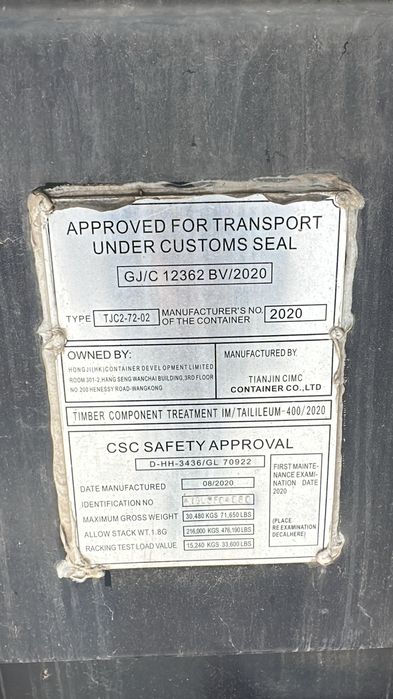 APPROVED FOR TRANSPORT
UNDER CUSTOMS SEAL
GJ/C 12362 BV/2020
TYPE TJC2-72-02 MANUFACTURER'S NO. OF THE CONTAINER 2020
OWNED BY:
HONGJI(HK)CONTAINER DEVELOPMENT LIMITED
ROOM 301-2, HANG SENG WANCHAI BUILDING, 3RD FLOOR
NO 200 HENESSY ROAD-WANGKONG
MANUFACTURED BY:
TIANJIN CIMC
CONTAINER CO.,LTD
TIMBER COMPONENT TREATMENT IM/TAILILEUM-400/2020
CSC SAFETY APPROVAL
D-HH-3436/GL 70922
DATE MANUFACTURED 08/2020
IDENTIFICATION NO
MAXIMUM GROSS WEIGHT 30,480 KGS 71,650 LBS
ALLOW STACK WT. 1.8G 216,000 KGS 476,190 LBS
RACKING TEST LOAD VALUE 15,240 KGS 33,600 LBS
FIRST MAINTE-
NANCE EXAMI-
NATION DATE
2020
(PLACE
RE EXAMINATION
DECALHERE)